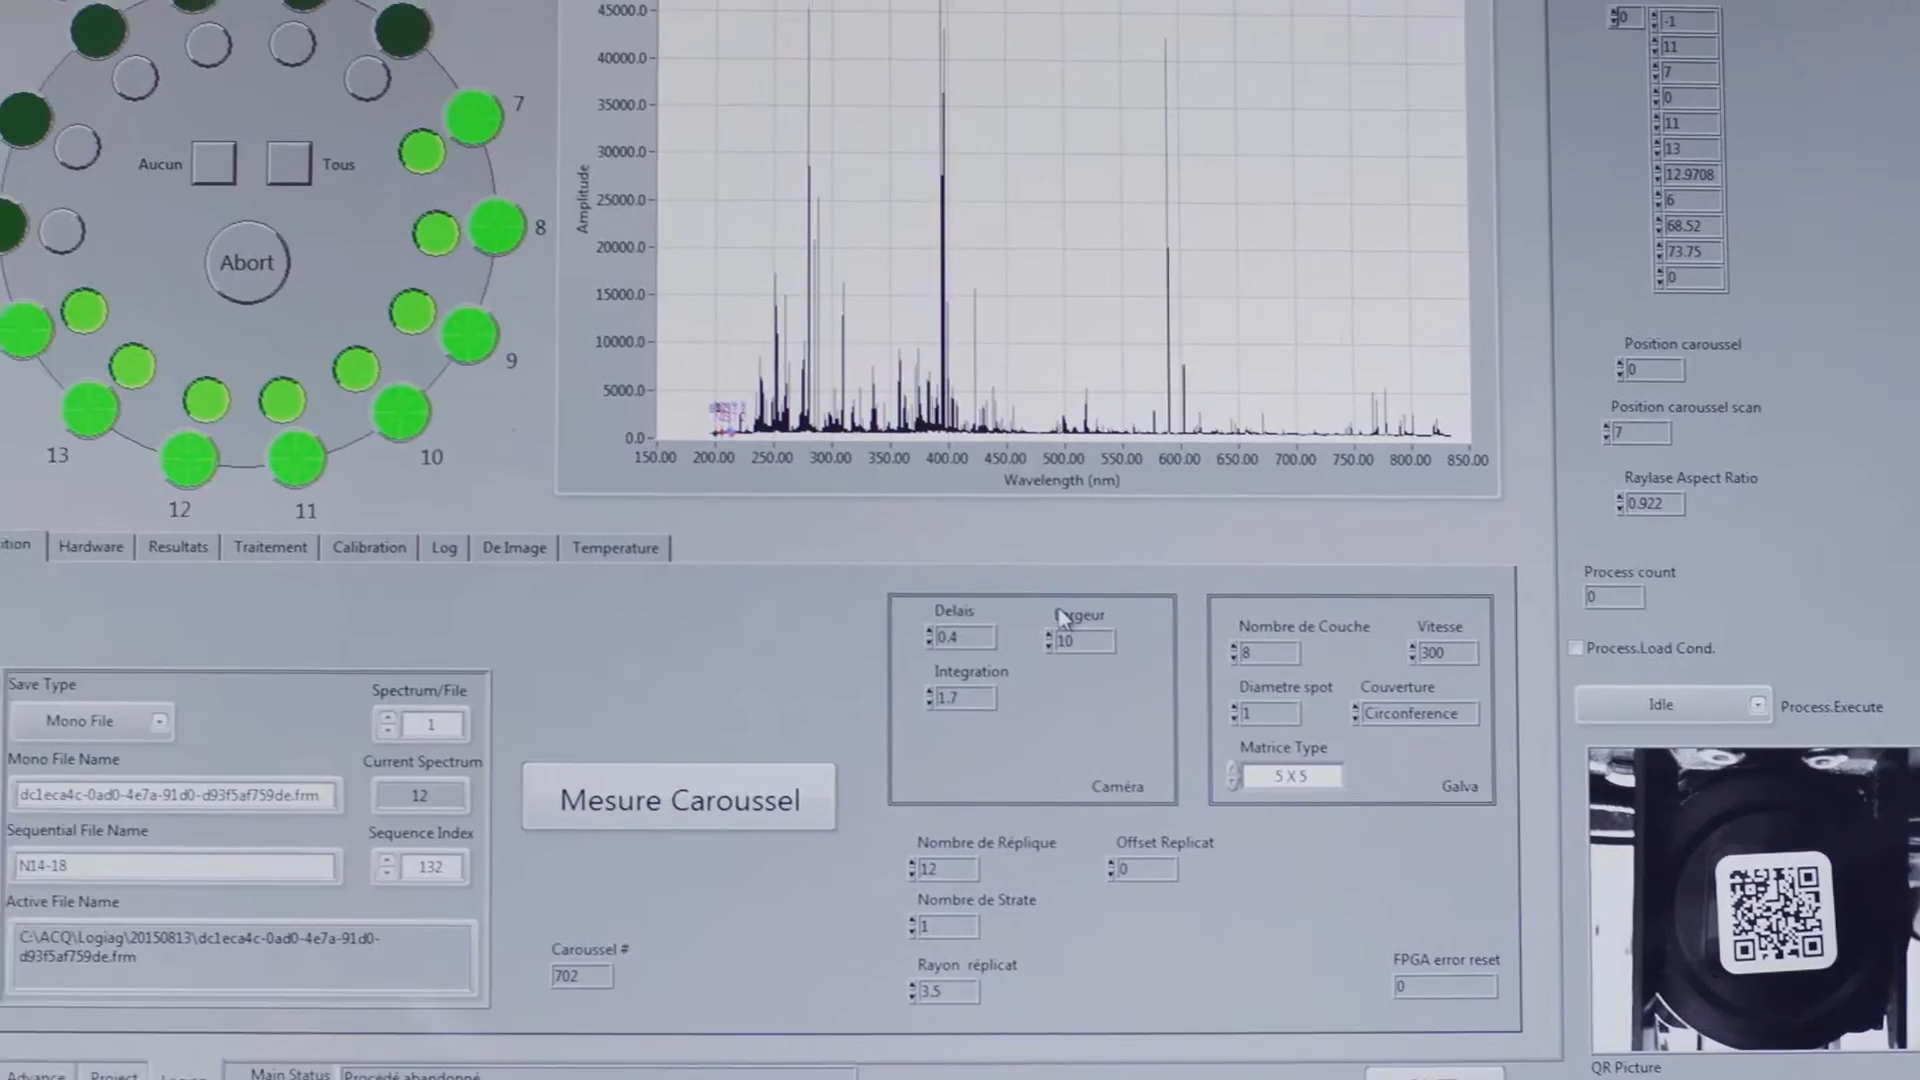 7
8
9
10
11
12
13
Aucun
Tous
Abort
Amplitude
45000.0
40000.0
35000.0
30000.0
25000.0
20000.0
15000.0
10000.0
5000.0
0.0
150.00 200.00 250.00 300.00 350.00 400.00 450.00 500.00 550.00 600.00 650.00 700.00 750.00 800.00 850.00
Wavelength (nm)
0
-1
11
7
0
11
13
12.9708
6
68.52
73.75
0
Position caroussel
0
Position caroussel scan
7
Raylase Aspect Ratio
0.922
Process count
0
Process.Load Cond.
Idle
Process.Execute
QR Picture
Hardware
Resultats
Traitement
Calibration
Log
De Image
Temperature
Save Type
Mono File
Spectrum/File
1
Mono File Name
dc1eca4c-0ad0-4e7a-91d0-d93f5af759de.frm
Current Spectrum
12
Sequential File Name
N14-18
Sequence Index
132
Active File Name
C:\ACQ\Logiag\20150813\dc1eca4c-0ad0-4e7a-91d0-
d93f5af759de.frm
Mesure Caroussel
Caroussel #
702
Delais
0.4
10
Integration
1.7
Caméra
Nombre de Couche
8
Vitesse
300
Diametre spot
1
Couverture
Circonference
Matrice Type
5 X 5
Galva
Nombre de Réplique
12
Offset Replicat
0
Nombre de Strate
1
Rayon réplicat
3.5
FPGA error reset
0
Advance
Project
Main Status
Procédé abandonné